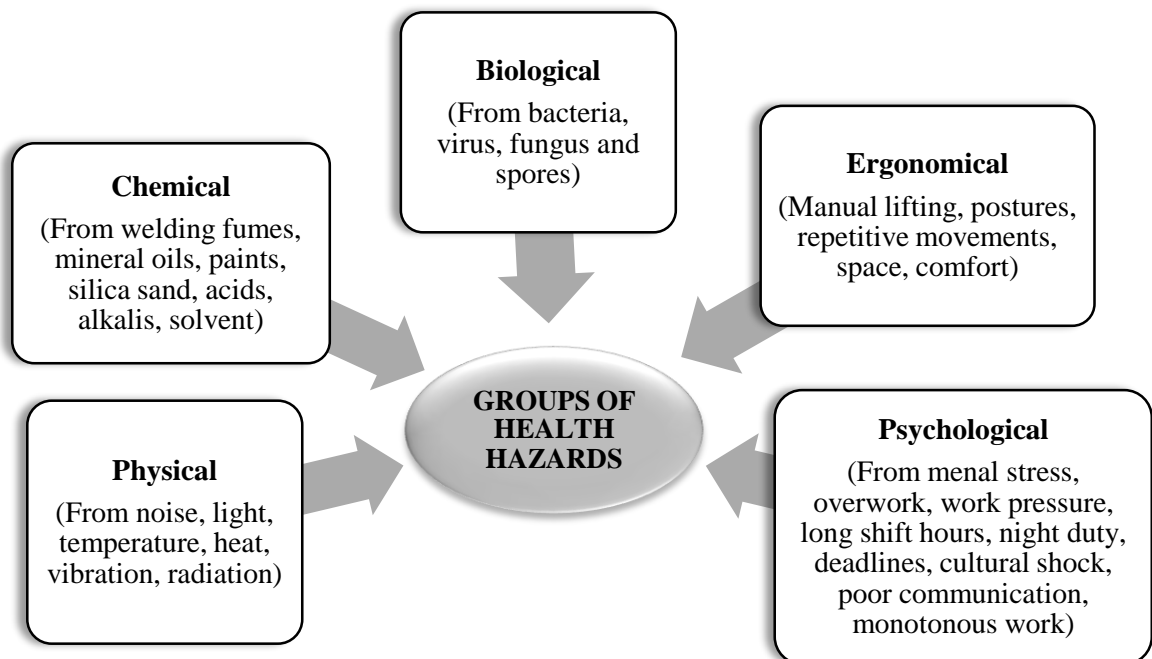 Biological
(From bacteria,
virus, fungus and
spores)
Chemical
(From welding fumes,
mineral oils, paints,
silica sand, acids,
alkalis, solvent)
Ergonomical
(Manual lifting, postures,
repetitive movements,
space, comfort)
GROUPS OF
HEALTH
HAZARDS
Physical
(From noise, light,
temperature, heat,
vibration, radiation)
Psychological
(From menal stress,
overwork, work pressure,
long shift hours, night duty,
deadlines, cultural shock,
poor communication,
monotonous work)